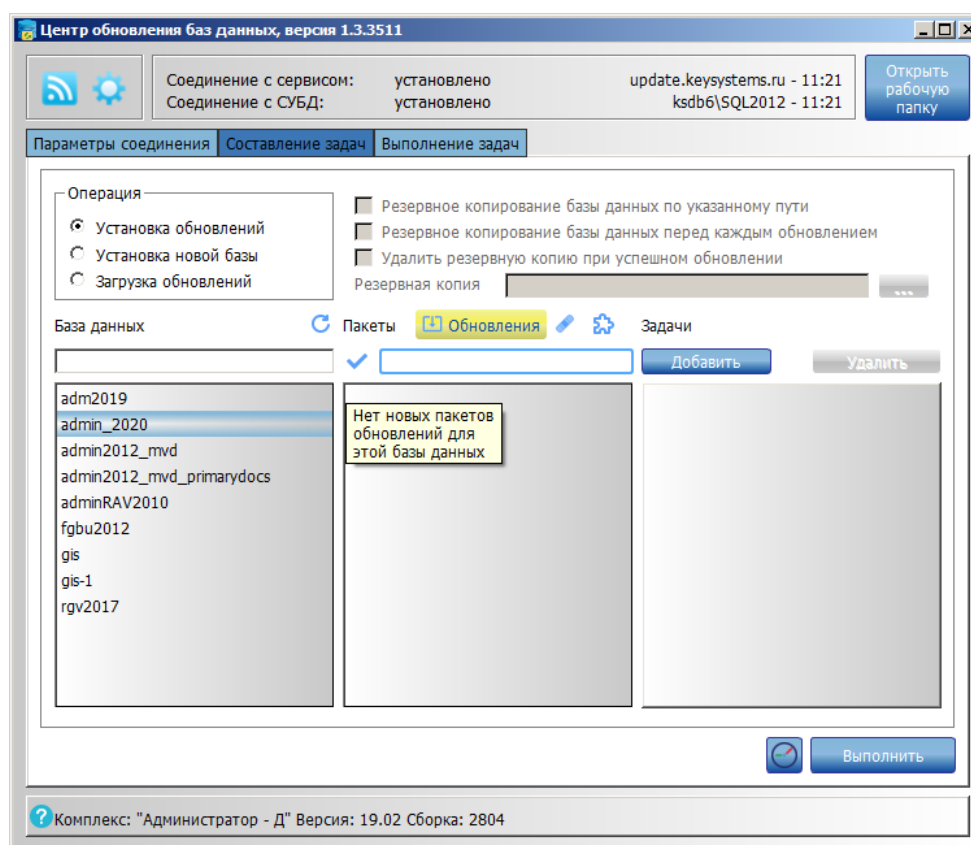 Центр обновления баз данных, версия 1.3.3511
Соединение с сервисом: установлено update.keysystems.ru - 11:21
Соединение с СУБД: установлено ksdb6\SQL2012 - 11:21
Открыть
рабочую
папку
Параметры соединения Составление задач Выполнение задач
Операция
Установка обновлений
Установка новой базы
Загрузка обновлений
Резервное копирование базы данных по указанному пути
Резервное копирование базы данных перед каждым обновлением
Удалить резервную копию при успешном обновлении
Резервная копия ...
База данных Пакеты Обновления Задачи
Добавить Удалить
adm2019
admin_2020
admin2012_mvd
admin2012_mvd_primarydocs
adminRAV2010
fgbu2012
gis
gis-1
rgv2017
Нет новых пакетов
обновлений для
этой базы данных
Выполнить
Комплекс: "Администратор - Д" Версия: 19.02 Сборка: 2804